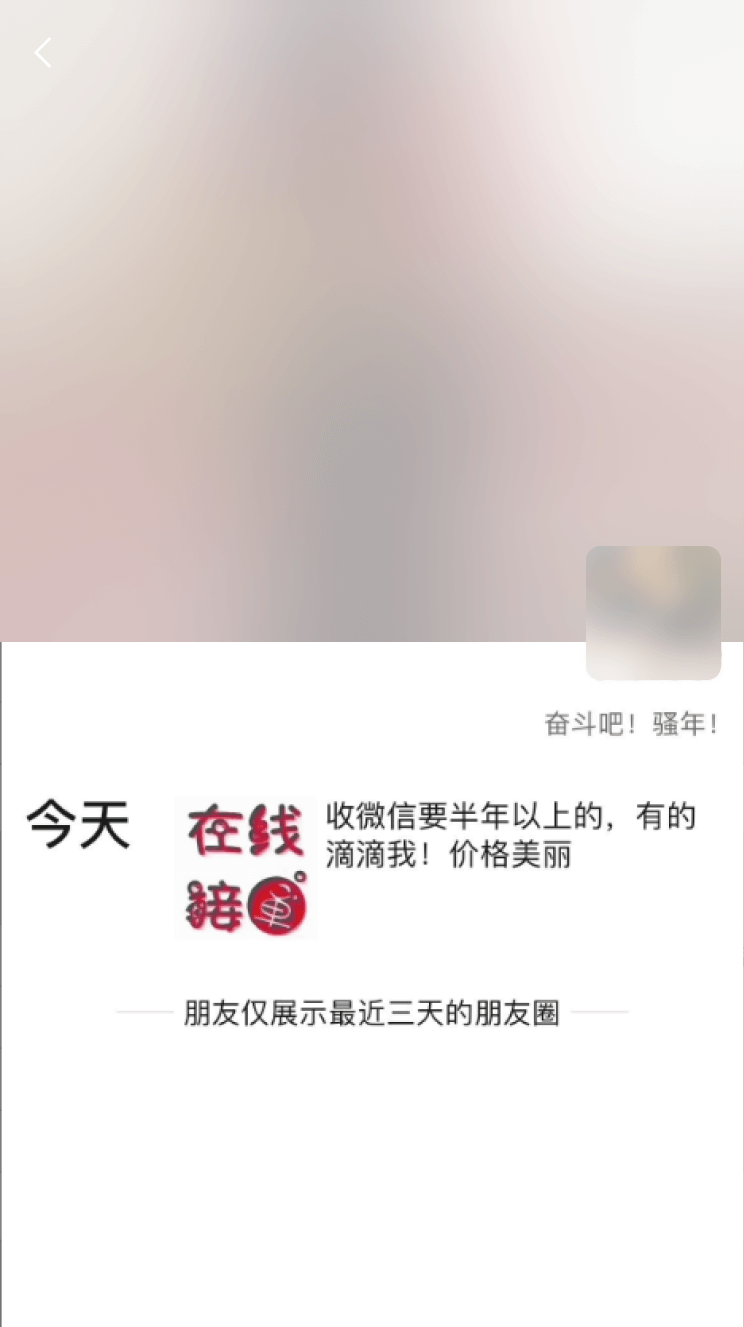 奋斗吧！骚年！
今天
在线
接单
收微信要半年以上的，有的
滴滴我！价格美丽
朋友仅展示最近三天的朋友圈